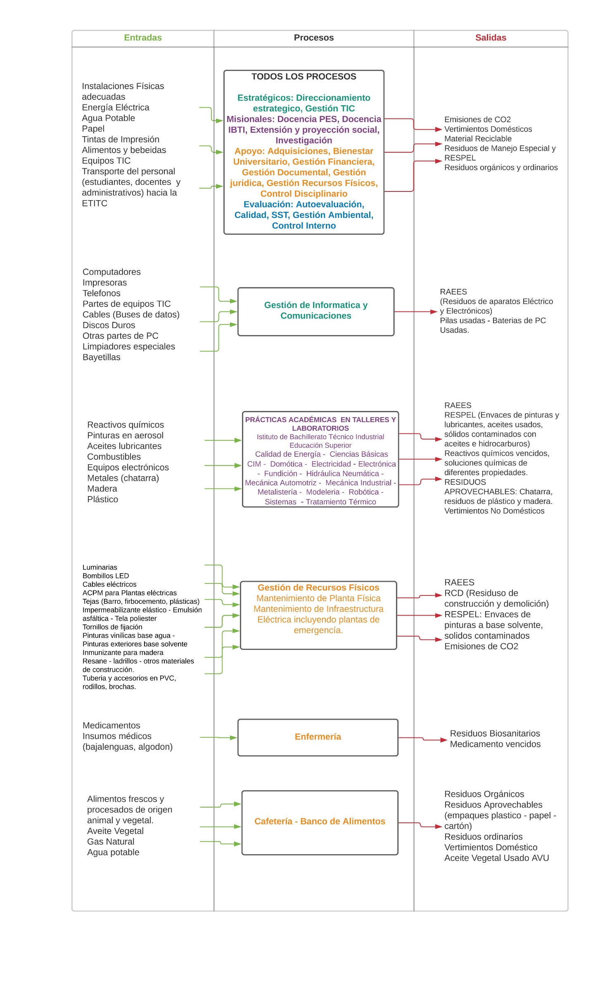 Entradas
Procesos
Salidas
Instalaciones Físicas
adecuadas
Energía Eléctrica
Agua Potable
Papel
Tintas de Impresión
Alimentos y bebeidas
Equipos TIC
Transporte del personal
(estudiantes, docentes y
administrativos) hacia la
ETITC
TODOS LOS PROCESOS
Estratégicos: Direccionamiento
estrategico, Gestión TIC
Misionales: Docencia PES, Docencia
IBTI, Extensión y proyección social,
Investigación
Apoyo: Adquisiciones, Bienestar
Universitario, Gestión Financiera,
Gestión Documental, Gestión
juridica, Gestión Recursos Físicos,
Control Disciplinario
Evaluación: Autoevaluación,
Calidad, SST, Gestión Ambiental,
Control Interno
Emisiones de CO2
Vertimientos Domésticos
Material Reciclable
Residuos de Manejo Especial y
RESPEL
Residuos orgánicos y ordinarios
Computadores
Impresoras
Telefonos
Partes de equipos TIC
Cables (Buses de datos)
Discos Duros
Otras partes de PC
Limpiadores especiales
Bayetillas
Gestión de Informatica y
Comunicaciones
RAEES
(Residuos de aparatos Eléctrico
y Electrónicos)
Pilas usadas - Baterias de PC
Usadas.
Reactivos químicos
Pinturas en aerosol
Aceites lubricantes
Combustibles
Equipos electrónicos
Metales (chatarra)
Madera
Plástico
PRÁCTICAS ACADÉMICAS EN TALLERES Y
LABORATORIOS
Istituto de Bachillerato Técnico Industrial
Educación Superior
Calidad de Energía - Ciencias Básicas
CIM - Domótica - Electricidad - Electrónica
- Fundición - Hidráulica Neumática -
Mecánica Automotriz - Mecánica Industrial -
Metalistería - Modeleria - Robótica -
Sistemas - Tratamiento Térmico
RAEES
RESPEL (Envaces de pinturas y
lubricantes, aceites usados,
sólidos contaminados con
aceites e hidrocarburos)
Reactivos químicos vencidos,
soluciones químicas de
diferentes propiedades.
RESIDUOS
APROVECHABLES: Chatarra,
residuos de plástico y madera.
Vertimientos No Domésticos
Luminarias
Bombillos LED
Cables eléctricos
ACPM para Plantas eléctricas
Tejas (Barro, firbocemento, plásticas)
Impermeabilizante elástico - Emulsión
asfáltica - Tela poliester
Tornillos de fijación
Pinturas vinilicas base agua -
Pinturas exteriores base solvente
Inmunizante para madera
Resane - ladrillos - otros materiales
de construcción.
Tuberia y accesorios en PVC,
rodillos, brochas.
Gestión de Recursos Físicos
Mantenimiento de Planta Física
Mantenimiento de Infraestructura
Eléctrica incluyendo plantas de
emergencía.
RAEES
RCD (Residuso de
construcción y demolición)
RESPEL: Envaces de
pinturas a base solvente,
solidos contaminados
Emisiones de CO2
Medicamentos
Insumos médicos
(bajalenguas, algodon)
Enfermería
Residuos Biosanitarios
Medicamento vencidos
Alimentos frescos y
procesados de origen
animal y vegetal.
Aveite Vegetal
Gas Natural
Agua potable
Cafetería - Banco de Alimentos
Residuos Orgánicos
Residuos Aprovechables
(empaques plastico - papel -
cartón)
Residuos ordinarios
Vertimientos Doméstico
Aceite Vegetal Usado AVU